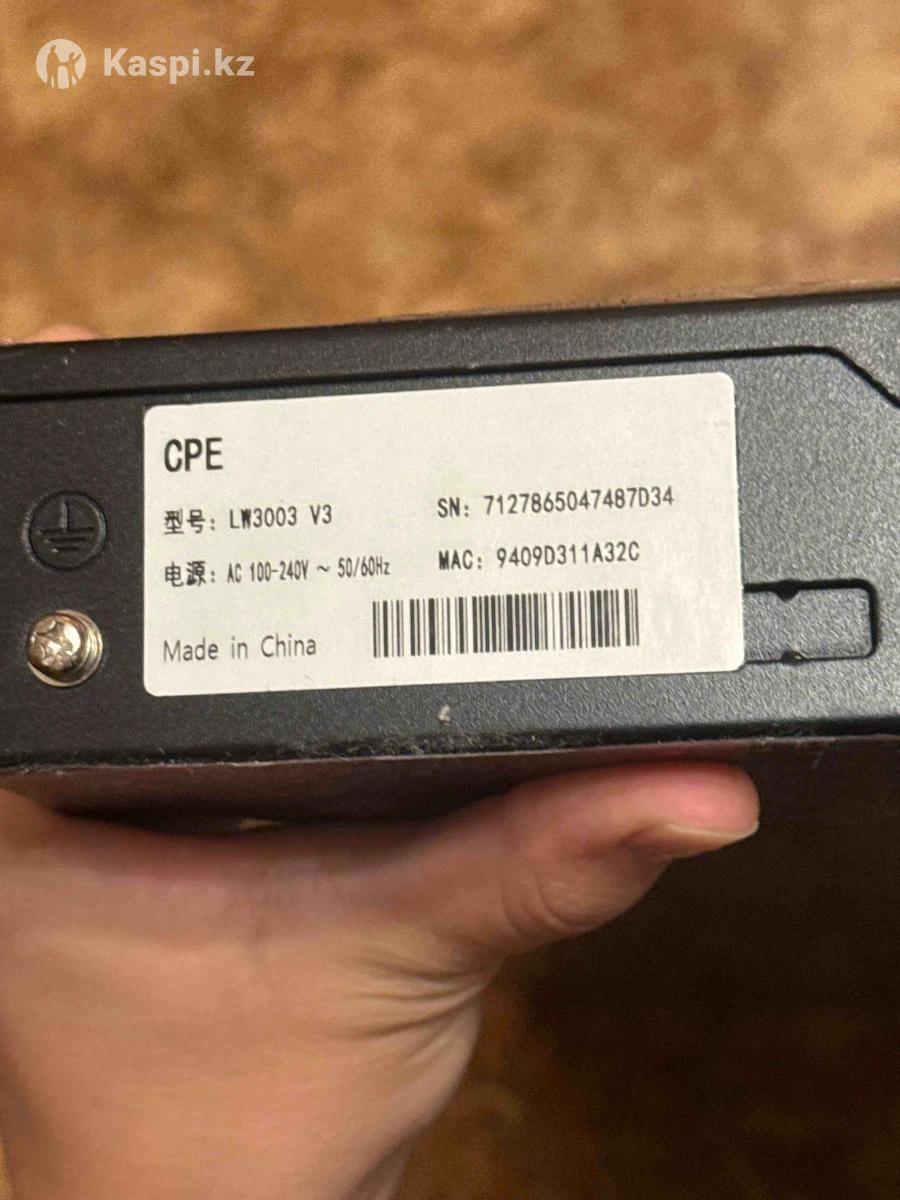 Kaspi.kz
CPE
型号: LW3003 V3
SN: 7127865047487D34
电源: AC 100-240V ~ 50/60Hz
MAC: 9409D311A32C
Made in China